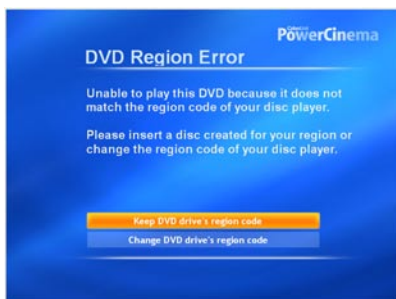 CyberLink
PowerCinema
DVD Region Error
Unable to play this DVD because it does not
match the region code of your disc player.
Please insert a disc created for your region or
change the region code of your disc player.
Keep DVD drive's region code
Change DVD drive's region code